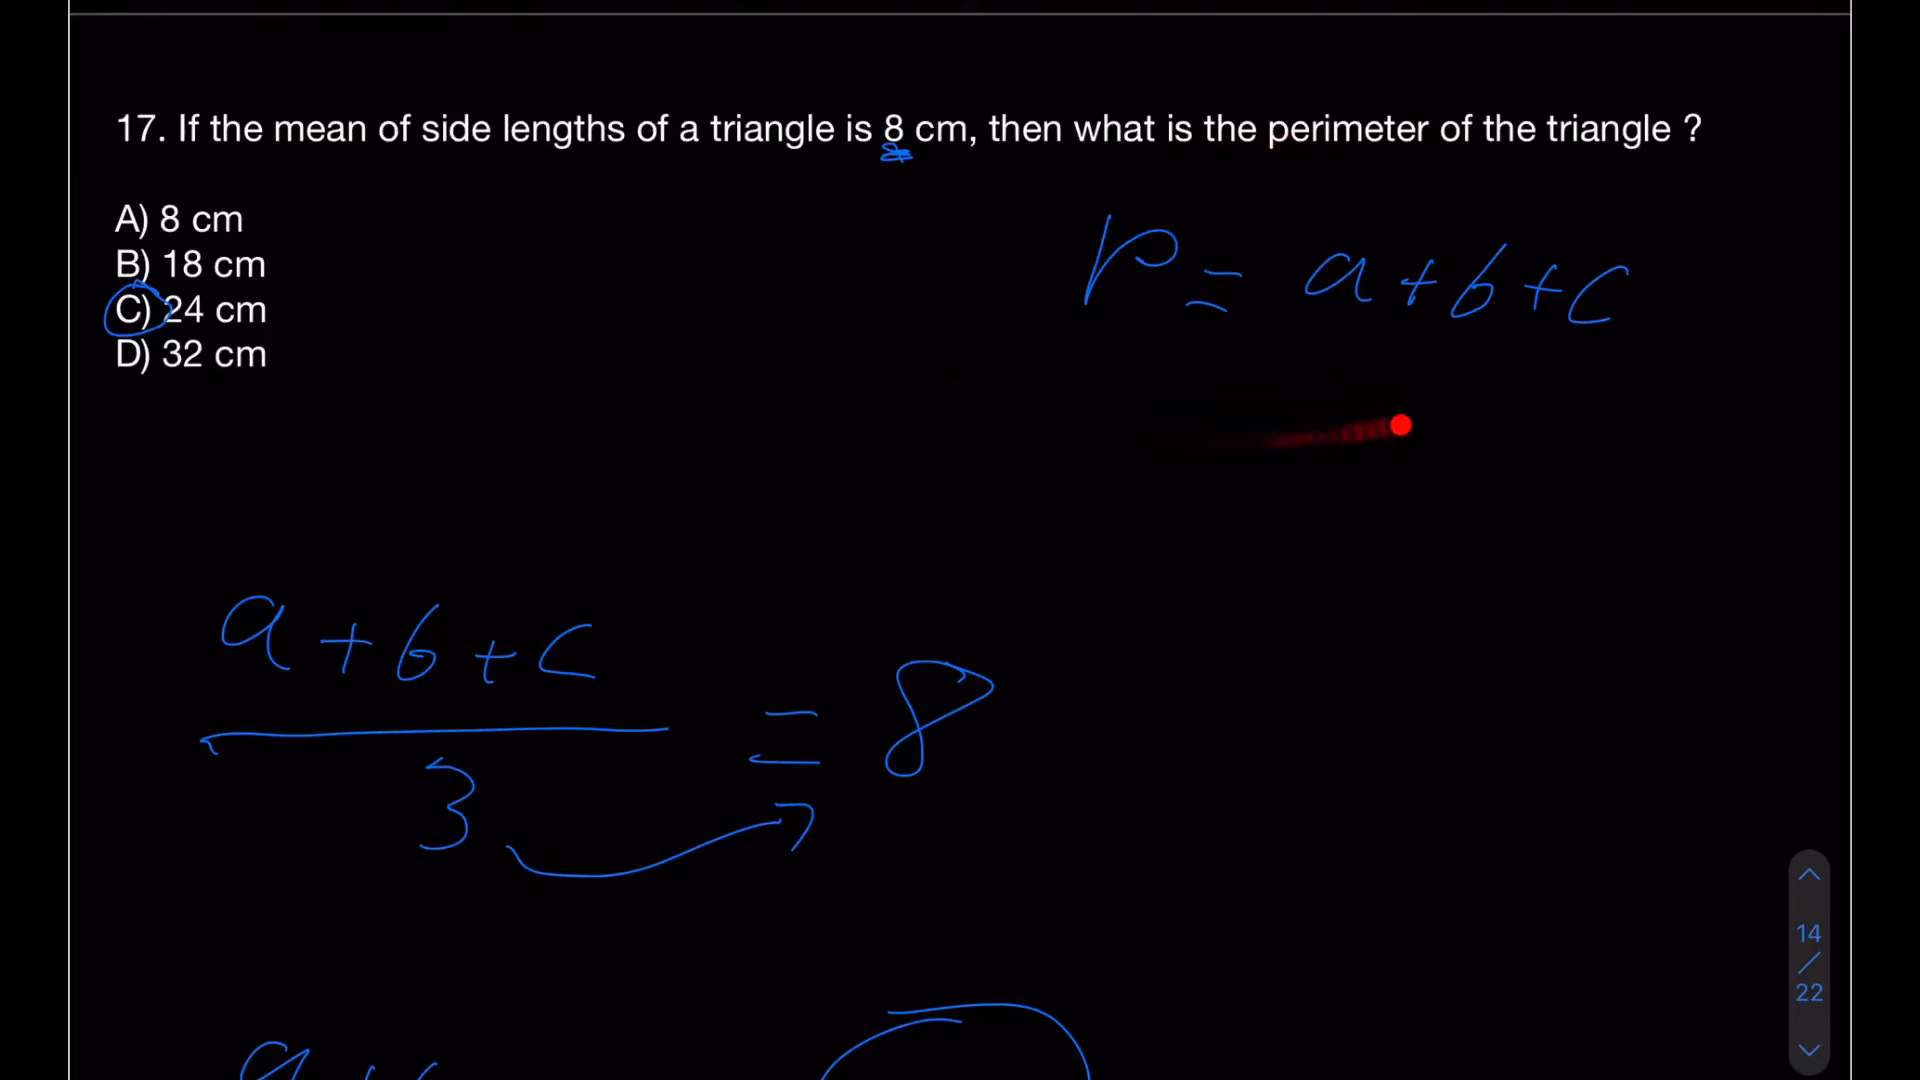 17. If the mean of side lengths of a triangle is 8 cm, then what is the perimeter of the triangle ?
A) 8 cm
B) 18 cm
C) 24 cm
D) 32 cm
P = a + b + c
a + b + c
= 8
3
14
/
22